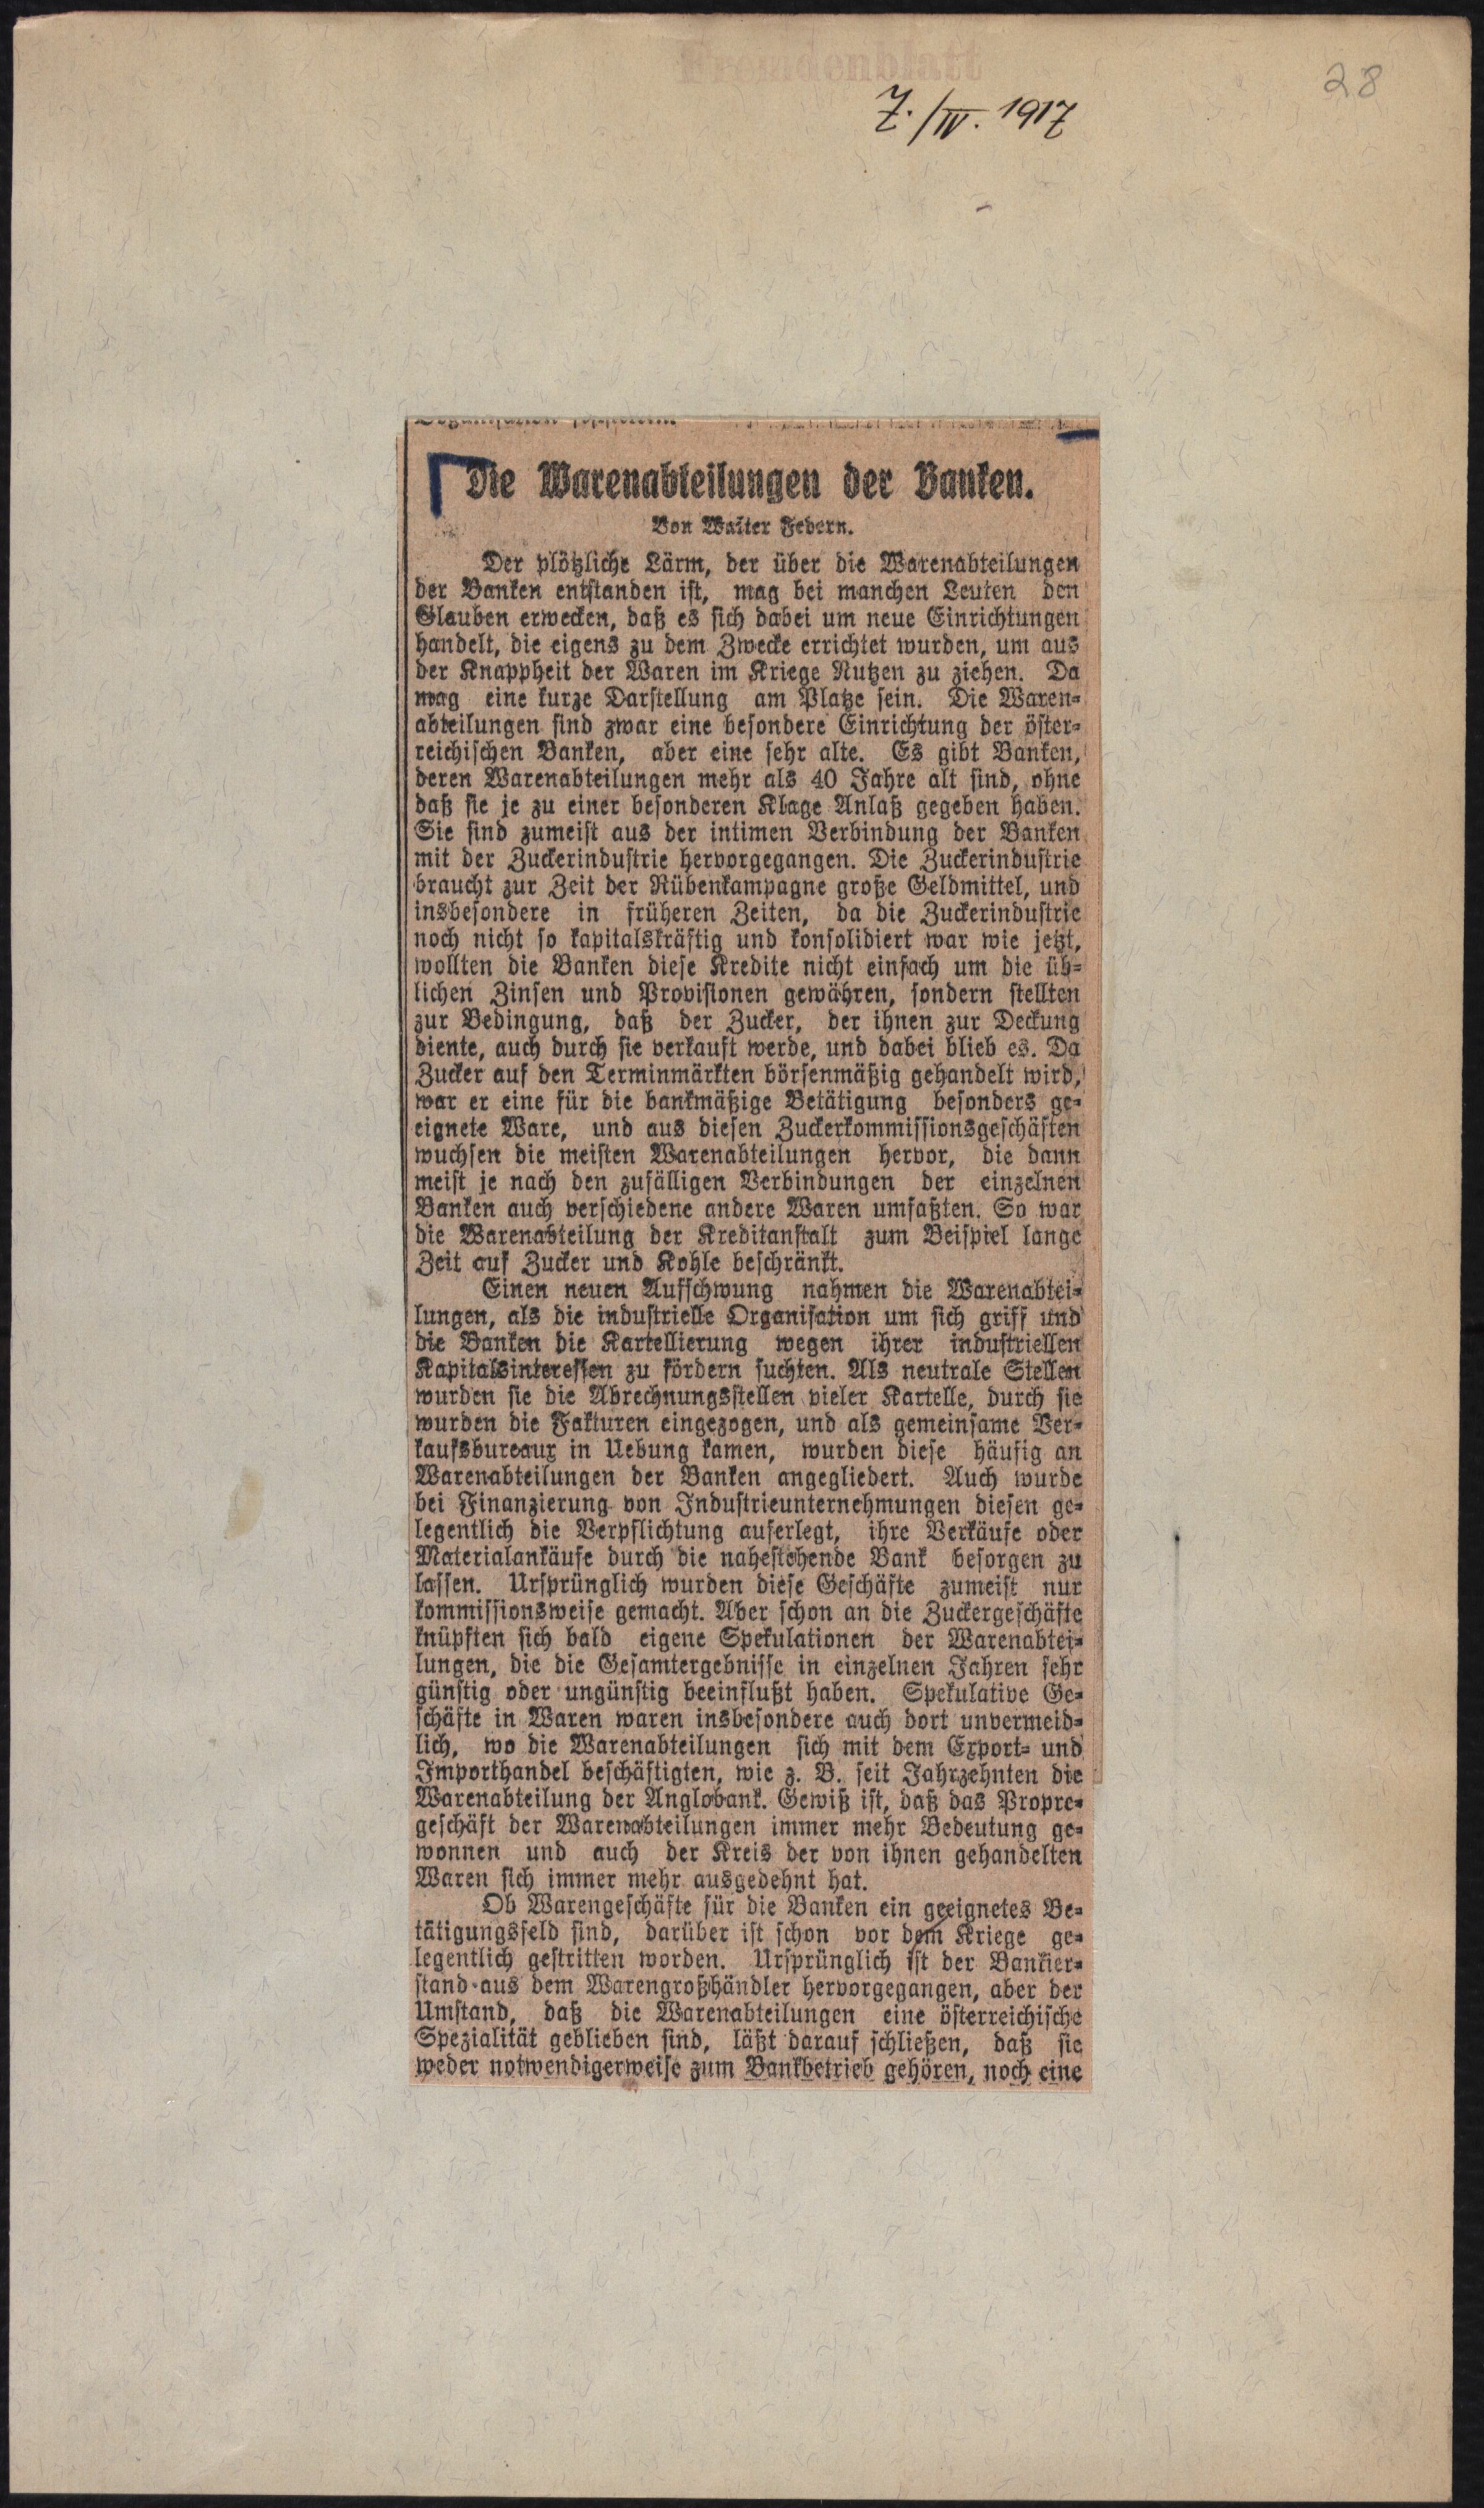 Fremdenblatt
28
7./IV. 1917
Die Warenabteilungen der Banken.
Von Walter Federn.
Der plötzliche Lärm, der über die Warenabteilungen
der Banken entstanden ist, mag bei manchen Leuten den
Glauben erwecken, daß es sich dabei um neue Einrichtungen
handelt, die eigens zu dem Zwecke errichtet wurden, um aus
der Knappheit der Waren im Kriege Nutzen zu ziehen. Da
mag eine kurze Darstellung am Platze sein. Die Waren-
abteilungen sind zwar eine besondere Einrichtung der öster-
reichischen Banken, aber eine sehr alte. Es gibt Banken,
deren Warenabteilungen mehr als 40 Jahre alt sind, ohne
daß sie je zu einer besonderen Klage Anlaß gegeben haben.
Sie sind zumeist aus der intimen Verbindung der Banken
mit der Zuckerindustrie hervorgegangen. Die Zuckerindustrie
braucht zur Zeit der Rübenkampagne große Geldmittel, und
insbesondere in früheren Zeiten, da die Zuckerindustrie
noch nicht so kapitalskräftig und konsolidiert war wie jetzt,
wollten die Banken diese Kredite nicht einfach um die üb-
lichen Zinsen und Provisionen gewähren, sondern stellten
zur Bedingung, daß der Zucker, der ihnen zur Deckung
diente, auch durch sie verkauft werde, und dabei blieb es. Da
Zucker auf den Terminmärkten börsenmäßig gehandelt wird,
war er eine für die bankmäßige Betätigung besonders ge-
eignete Ware, und aus diesen Zuckerkommissionsgeschäften
wuchsen die meisten Warenabteilungen hervor, die dann
meist je nach den zufälligen Verbindungen der einzelnen
Banken auch verschiedene andere Waren umfaßten. So war
die Warenabteilung der Kreditanstalt zum Beispiel lange
Zeit auf Zucker und Kohle beschränkt.
Einen neuen Aufschwung nahmen die Warenabtei-
lungen, als die industrielle Organisation um sich griff und
die Banken die Kartellierung wegen ihrer industriellen
Kapitalsinteressen zu fördern suchten. Als neutrale Stellen
wurden sie die Abrechnungsstellen vieler Kartelle, durch sie
wurden die Fakturen eingezogen, und als gemeinsame Ver-
kaufsbureaux in Uebung kamen, wurden diese häufig an
Warenabteilungen der Banken angegliedert. Auch wurde
bei Finanzierung von Industrieunternehmungen diesen ge-
legentlich die Verpflichtung auferlegt, ihre Verkäufe oder
Materialankäufe durch die nahestehende Bank besorgen zu
lassen. Ursprünglich wurden diese Geschäfte zumeist nur
kommissionsweise gemacht. Aber schon an die Zuckergeschäfte
knüpften sich bald eigene Spekulationen der Warenabtei-
lungen, die die Gesamtergebnisse in einzelnen Jahren sehr
günstig oder ungünstig beeinflußt haben. Spekulative Ge-
schäfte in Waren waren insbesondere auch dort unvermeid-
lich, wo die Warenabteilungen sich mit dem Export- und
Importhandel beschäftigten, wie z. B. seit Jahrzehnten die
Warenabteilung der Anglobank. Gewiß ist, daß das Propre-
geschäft der Warenabteilungen immer mehr Bedeutung ge-
wonnen und auch der Kreis der von ihnen gehandelten
Waren sich immer mehr ausgedehnt hat.
Ob Warengeschäfte für die Banken ein geeignetes Be-
tätigungsfeld sind, darüber ist schon vor dem Kriege ge-
legentlich gestritten worden. Ursprünglich ist der Bankier-
stand aus dem Warengroßhändler hervorgegangen, aber der
Umstand, daß die Warenabteilungen eine österreichische
Spezialität geblieben sind, läßt darauf schließen, daß sie
weder notwendigerweise zum Bankbetrieb gehören, noch eine